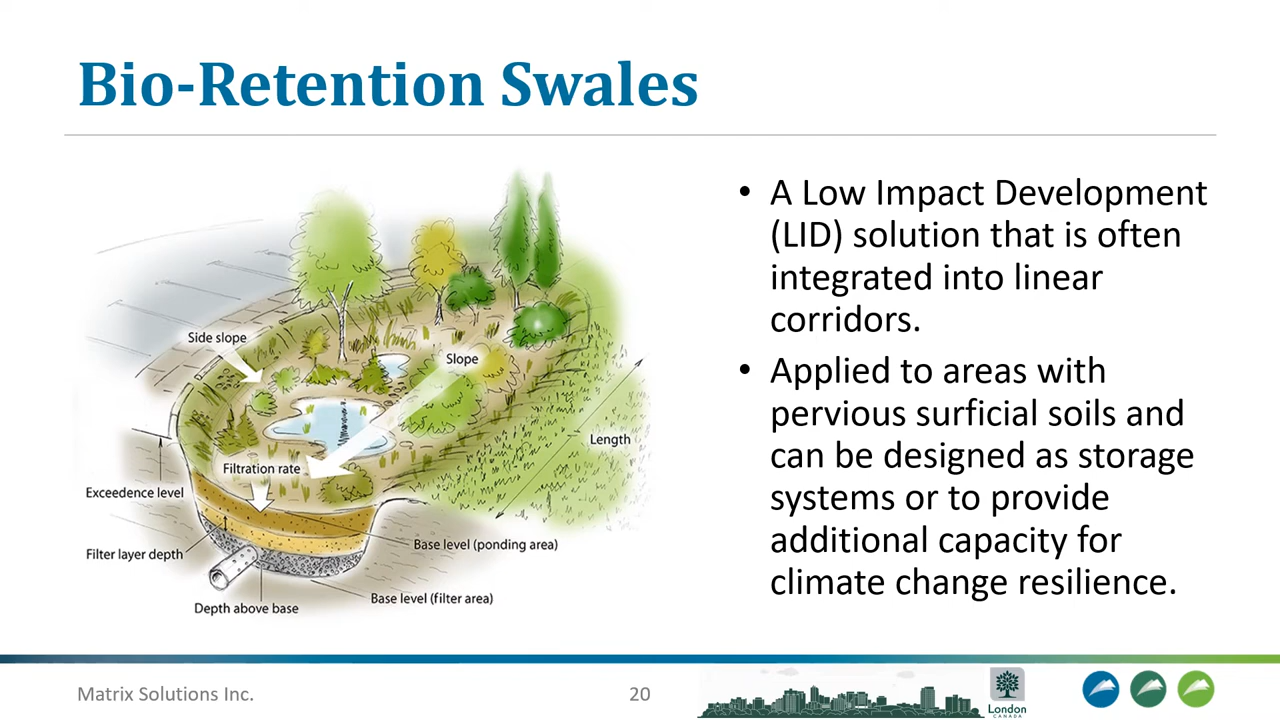 Bio-Retention Swales
Side slope
Slope
Length
Filtration rate
Exceedence level
Filter layer depth
Base level (ponding area)
Depth above base
Base level (filter area)
• A Low Impact Development
(LID) solution that is often
integrated into linear
corridors.
• Applied to areas with
pervious surficial soils and
can be designed as storage
systems or to provide
additional capacity for
climate change resilience.
Matrix Solutions Inc.
20
London
CANADA